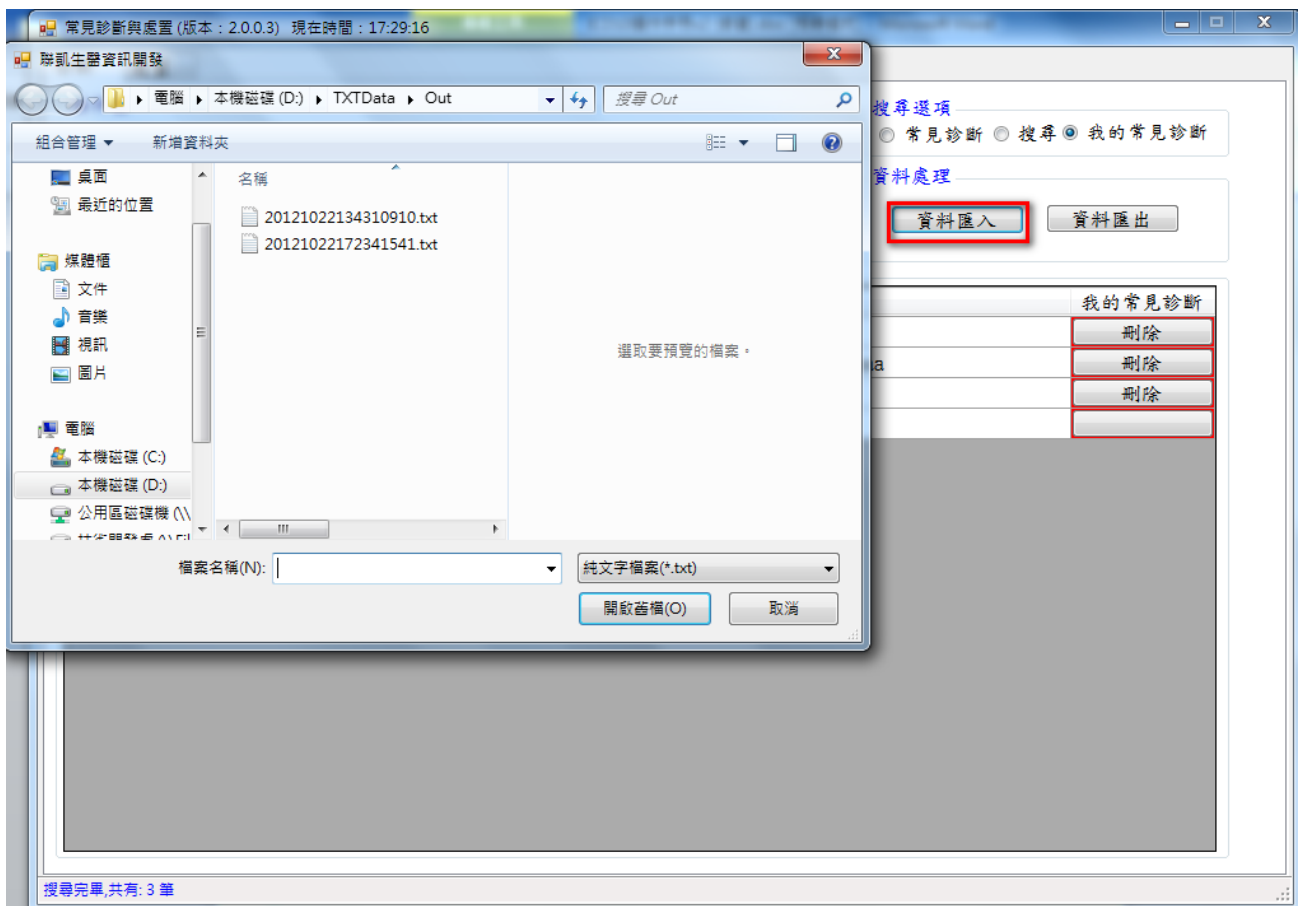 常見診斷與處置 (版本 : 2.0.0.3) 現在時間 : 17:29:16
聯凱生醫資訊開發
電腦 ▸ 本機磁碟 (D:) ▸ TXTData ▸ Out
搜尋 Out
組合管理 ▾ 新增資料夾
桌面
最近的位置
媒體櫃
文件
音樂
視訊
圖片
電腦
本機磁碟 (C:)
本機磁碟 (D:)
公用區磁碟機 (\\
名稱
20121022134310910.txt
20121022172341541.txt
選取要預覽的檔案。
檔案名稱(N):
純文字檔案(*.txt)
開啟舊檔(O) 取消
搜尋選項
常見診斷 搜尋 我的常見診斷
資料處理
資料匯入 資料匯出
我的常見診斷
刪除
刪除
刪除
搜尋完畢,共有: 3 筆